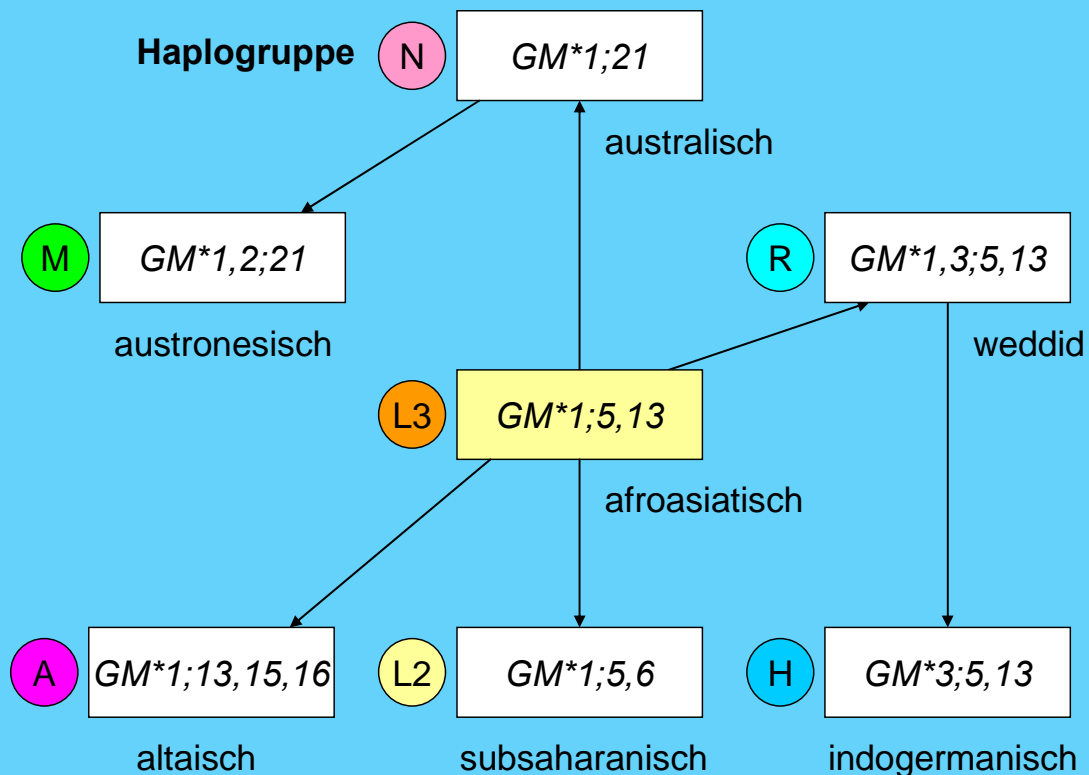 Haplogruppe N GM*1;21
australisch
M GM*1,2;21
R GM*1,3;5,13
austronesisch
weddid
L3 GM*1;5,13
afroasiatisch
A GM*1;13,15,16
L2 GM*1;5,6
H GM*3;5,13
altaisch
subsaharanisch
indogermanisch